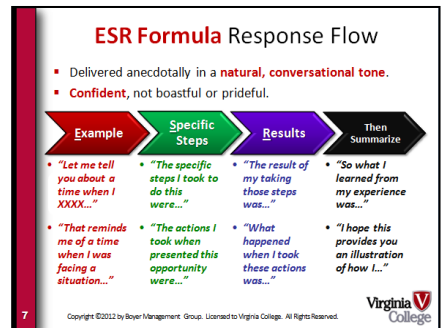 ESR Formula Response Flow
▪ Delivered anecdotally in a natural, conversational tone.
▪ Confident, not boastful or prideful.
Example
Specific
Steps
Results
Then
Summarize
• "Let me tell
you about a
time when I
XXXX..."
• "That reminds
me of a time
when I was
facing a
situation..."
• "The specific
steps I took to
do this
were..."
• "The actions I
took when
presented this
opportunity
were..."
• "The result of
my taking
those steps
was..."
• "What
happened
when I took
these actions
was..."
• "So what I
learned from
my experience
was..."
• "I hope this
provides you
an illustration
of how I..."
7
Copyright ©2012 by Boyer Management Group. Licensed to Virginia College. All Rights Reserved.
Virginia
College